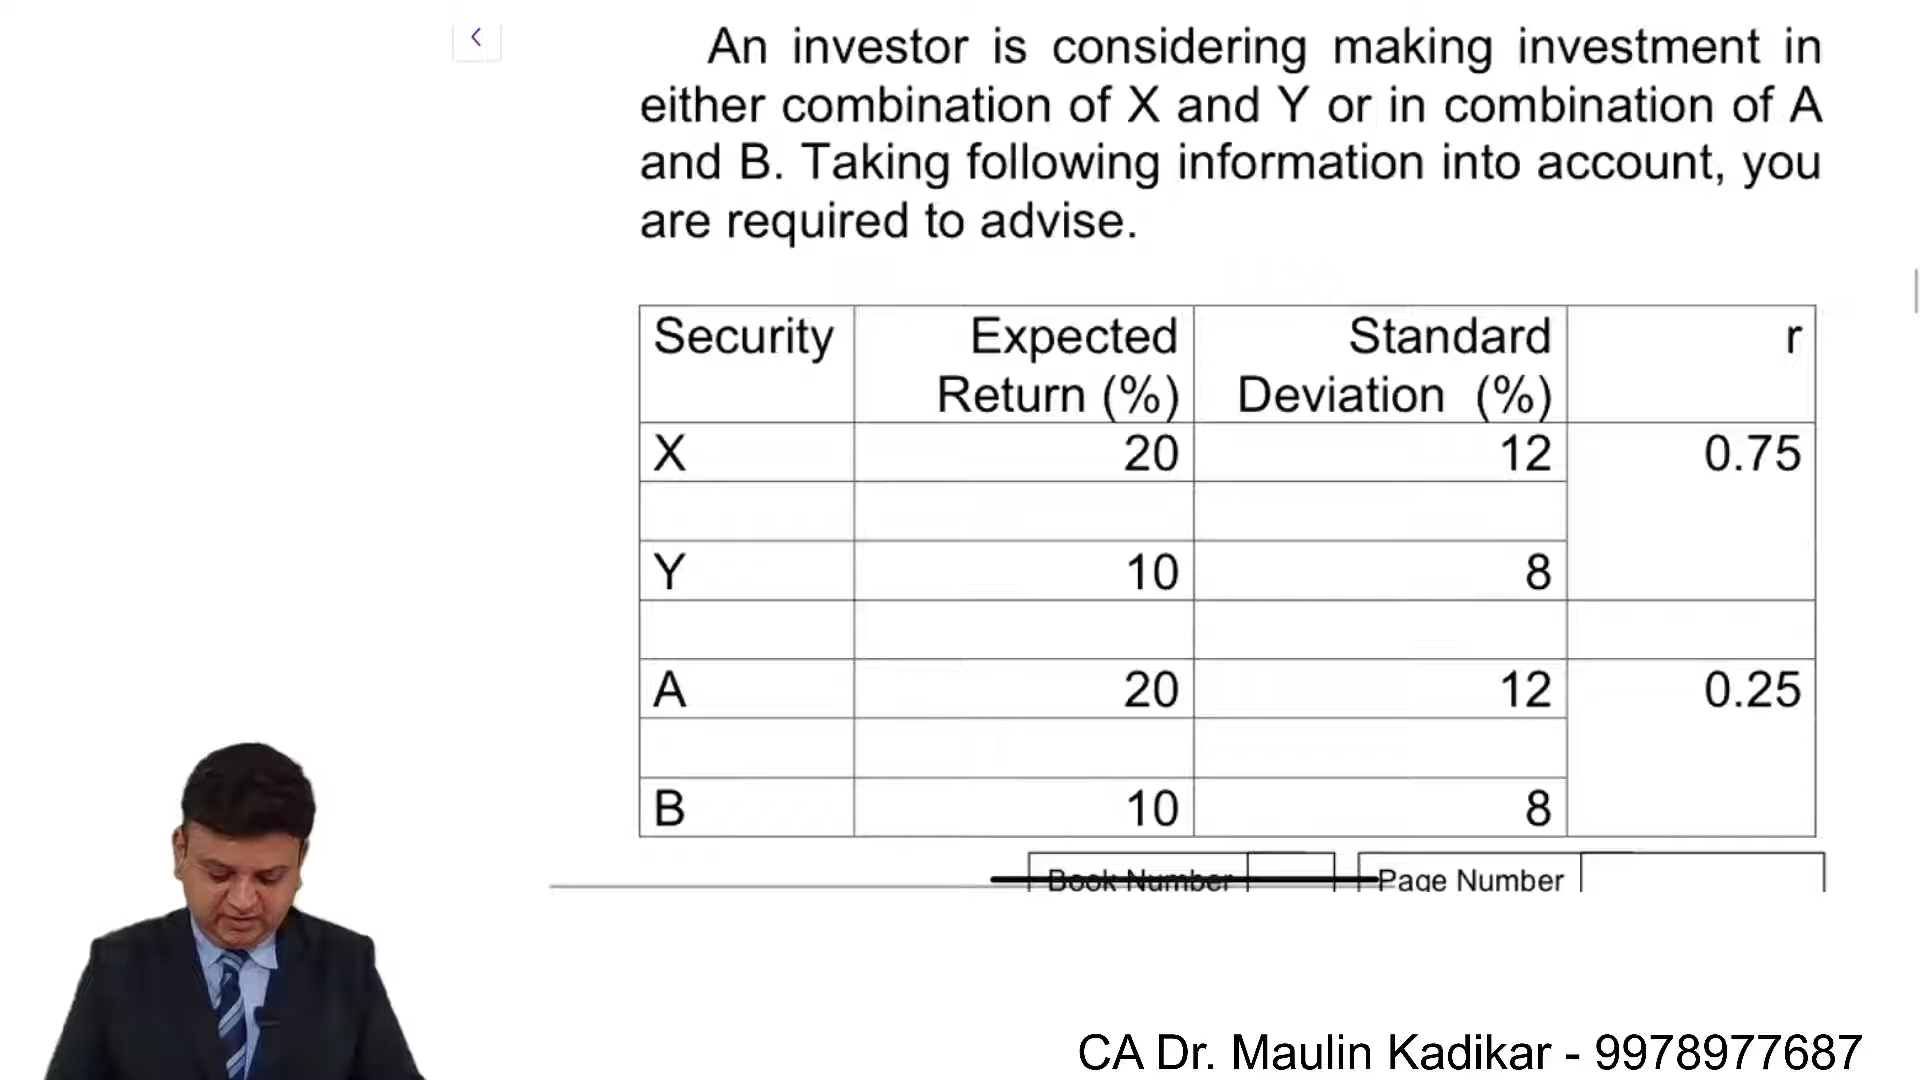 An investor is considering making investment in
either combination of X and Y or in combination of A
and B. Taking following information into account, you
are required to advise.
Security Expected Return (%) Standard Deviation (%) r
X 20 12 0.75
Y 10 8
A 20 12 0.25
B 10 8
Book Number Page Number
CA Dr. Maulin Kadikar - 9978977687